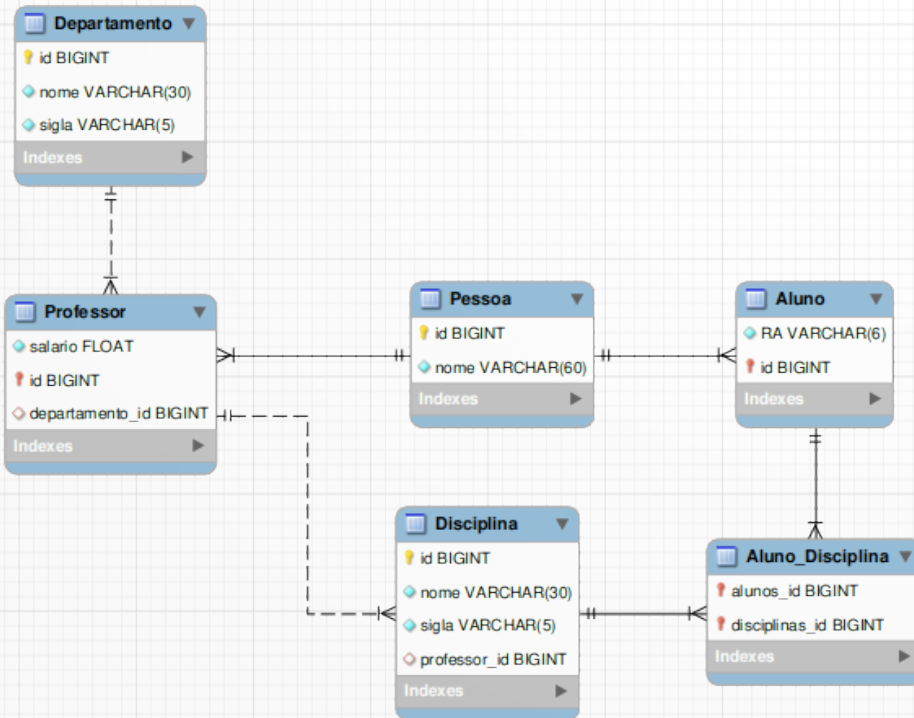 Departamento
id BIGINT
nome VARCHAR(30)
sigla VARCHAR(5)
Indexes
Professor
salario FLOAT
id BIGINT
departamento_id BIGINT
Indexes
Pessoa
id BIGINT
nome VARCHAR(60)
Indexes
Aluno
RA VARCHAR(6)
id BIGINT
Indexes
Disciplina
id BIGINT
nome VARCHAR(30)
sigla VARCHAR(5)
professor_id BIGINT
Indexes
Aluno_Disciplina
alunos_id BIGINT
disciplinas_id BIGINT
Indexes